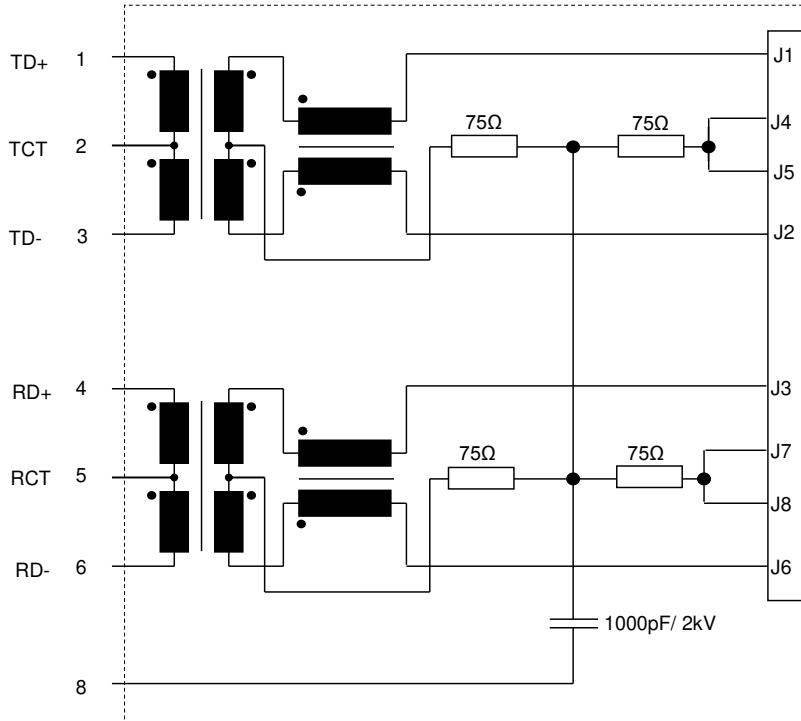 TD+ 1 J1
75Ω 75Ω J4
TCT 2
J5
TD- 3 J2
RD+ 4 J3
75Ω 75Ω J7
RCT 5
J8
RD- 6 J6
1000pF/ 2kV
8